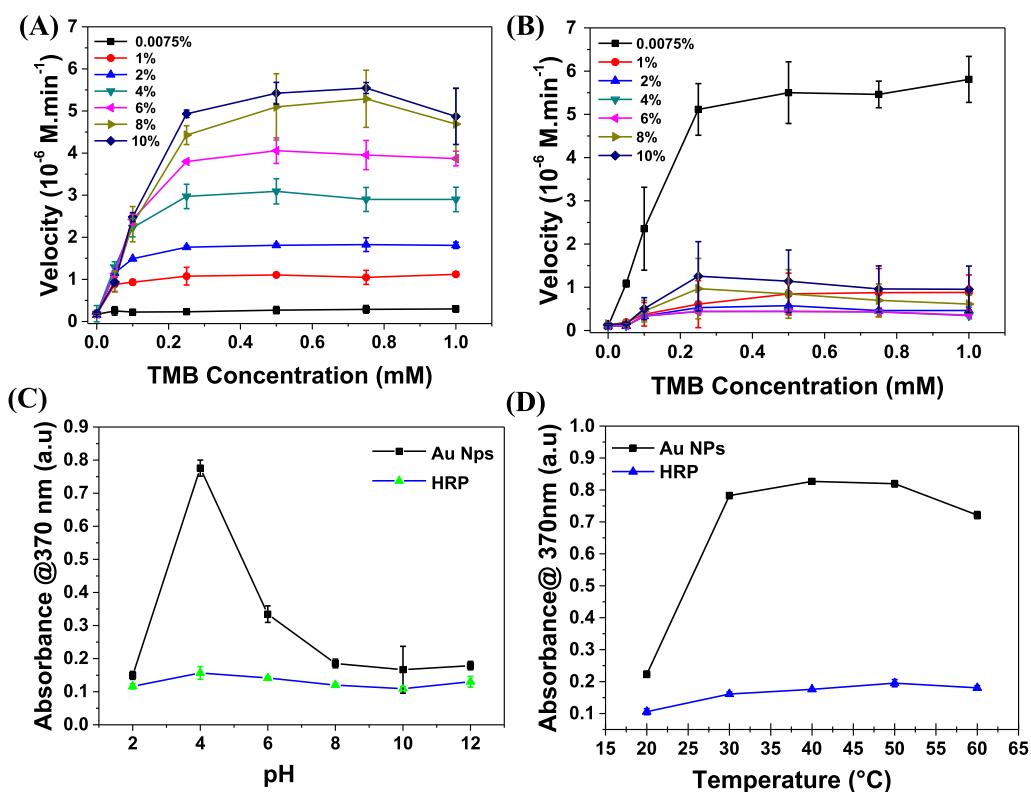 (A)
Velocity (10⁻⁶ M.min⁻¹)
7
6
5
4
3
2
1
0
0.0075%
1%
2%
4%
6%
8%
10%
0.0 0.2 0.4 0.6 0.8 1.0
TMB Concentration (mM)
(B)
Velocity (10⁻⁶ M.min⁻¹)
7
6
5
4
3
2
1
0
0.0075%
1%
2%
4%
6%
8%
10%
0.0 0.2 0.4 0.6 0.8 1.0
TMB Concentration (mM)
(C)
Absorbance @370 nm (a.u)
0.9
0.8
0.7
0.6
0.5
0.4
0.3
0.2
0.1
0.0
Au Nps
HRP
2 4 6 8 10 12
pH
(D)
Absorbance@ 370nm (a.u)
1.0
0.9
0.8
0.7
0.6
0.5
0.4
0.3
0.2
0.1
Au NPs
HRP
15 20 25 30 35 40 45 50 55 60 65
Temperature (°C)